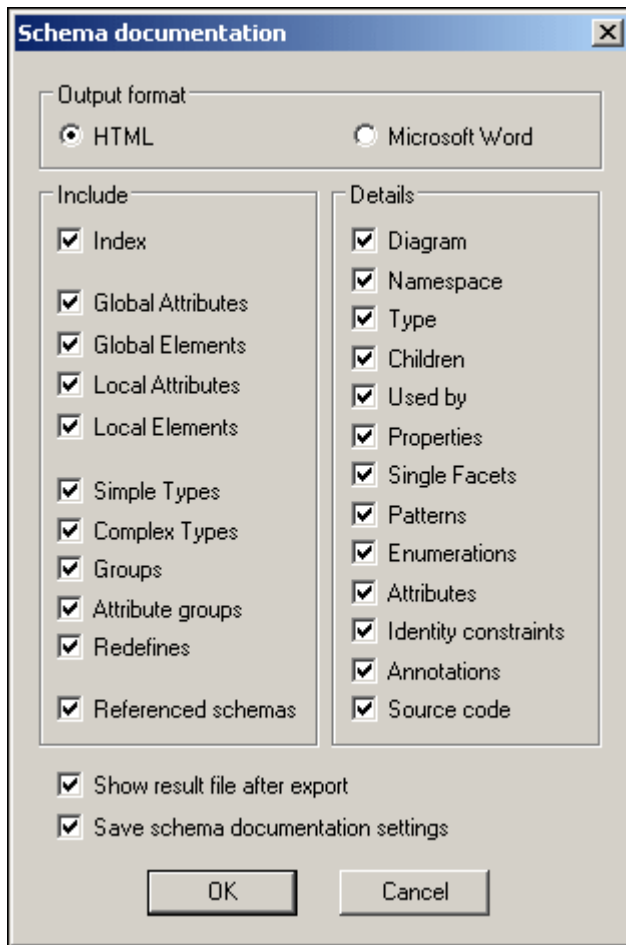 Schema documentation
Output format
HTML
Microsoft Word
Include
Index
Global Attributes
Global Elements
Local Attributes
Local Elements
Simple Types
Complex Types
Groups
Attribute groups
Redefines
Referenced schemas
Details
Diagram
Namespace
Type
Children
Used by
Properties
Single Facets
Patterns
Enumerations
Attributes
Identity constraints
Annotations
Source code
Show result file after export
Save schema documentation settings
OK
Cancel